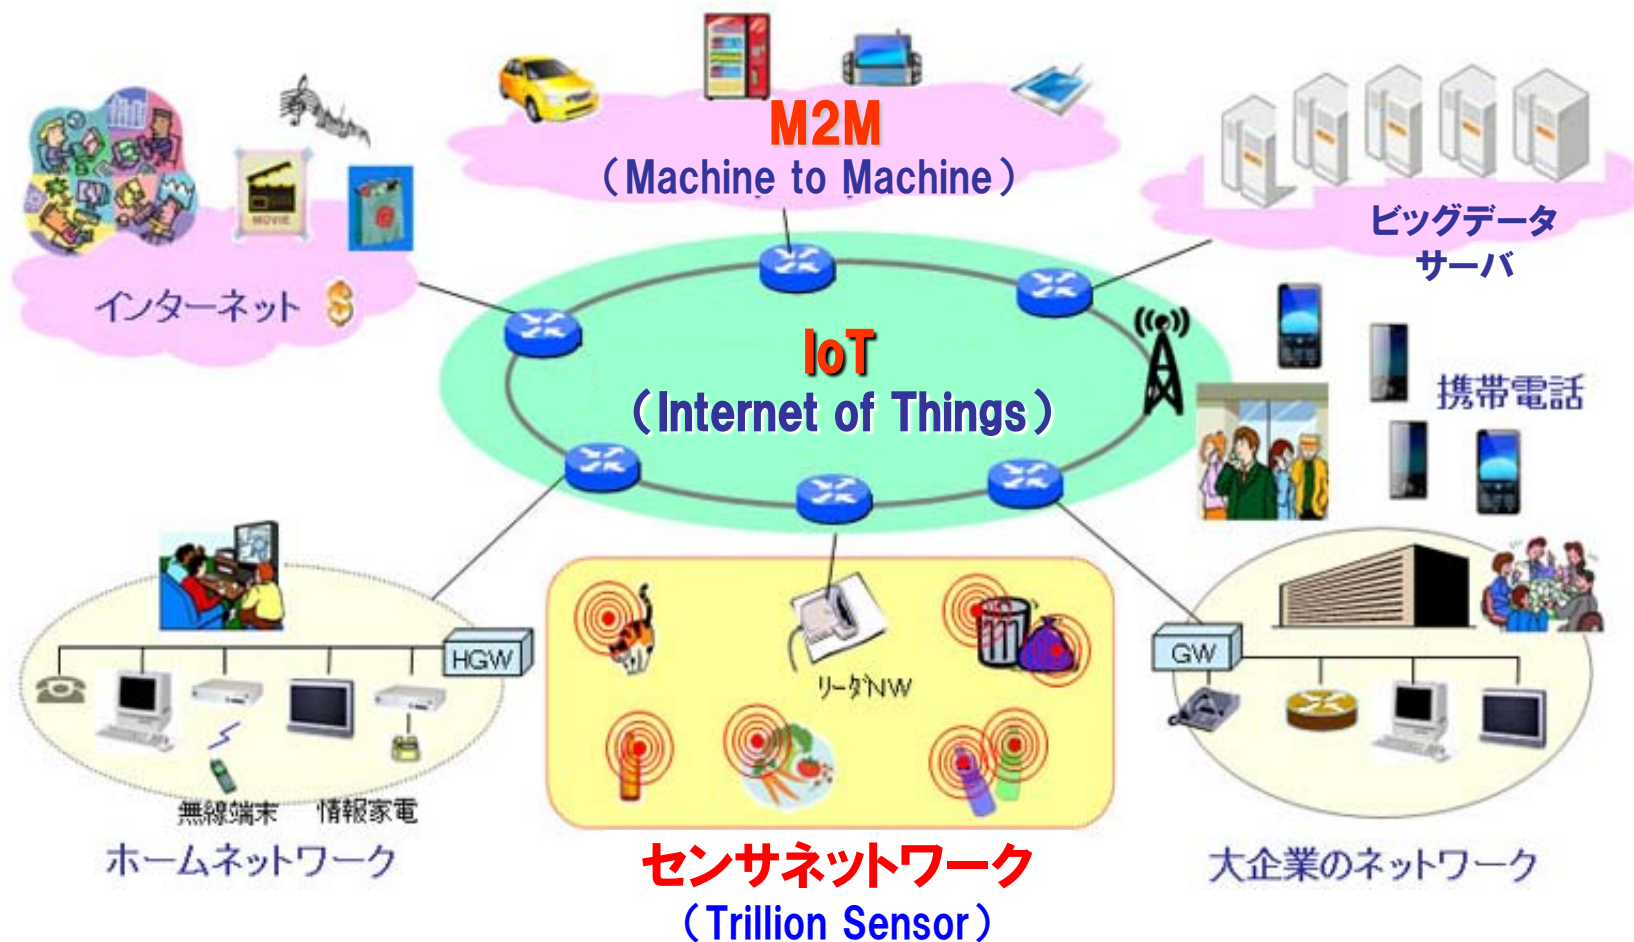 M2M
（Machine to Machine）
MOVIE
インターネット
ビッグデータ
サーバ
IoT
（Internet of Things）
携帯電話
HGW
リーダNW
GW
無線端末
情報家電
ホームネットワーク
センサネットワーク
（Trillion Sensor）
大企業のネットワーク